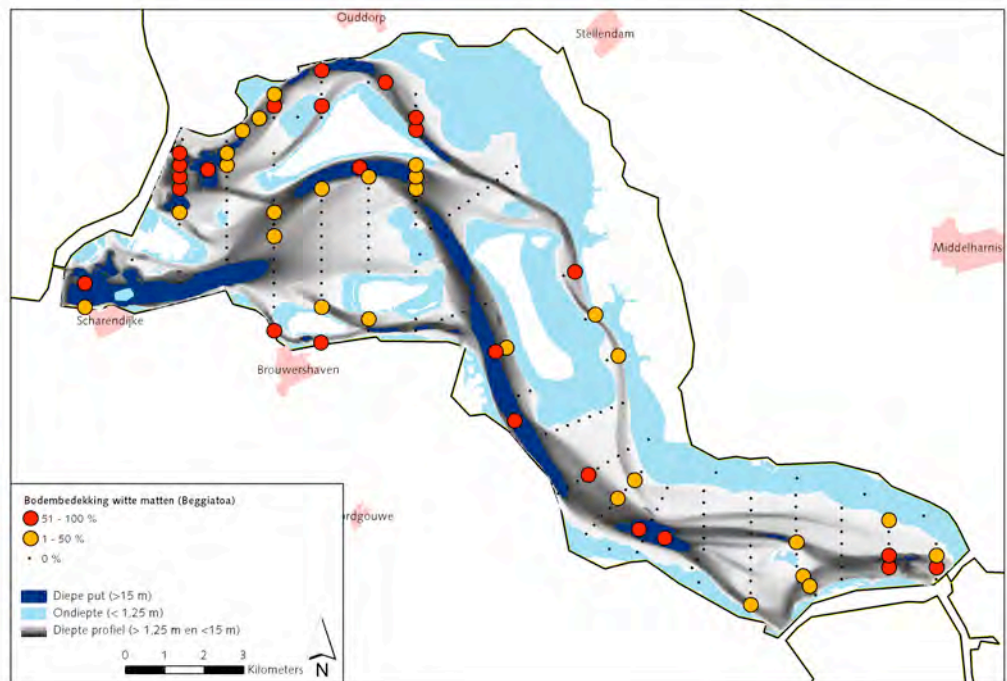 Ouddorp
Stellendam
Middelharnis
Scharendijke
Brouwershaven
ordgouwe
Bodembedekking witte matten (Beggiatoa)
51 - 100 %
1 - 50 %
0 %
Diepe put (>15 m)
Ondiepte (< 1,25 m)
Diepte profiel (> 1,25 m en <15 m)
0 1 2 3
Kilometers
N